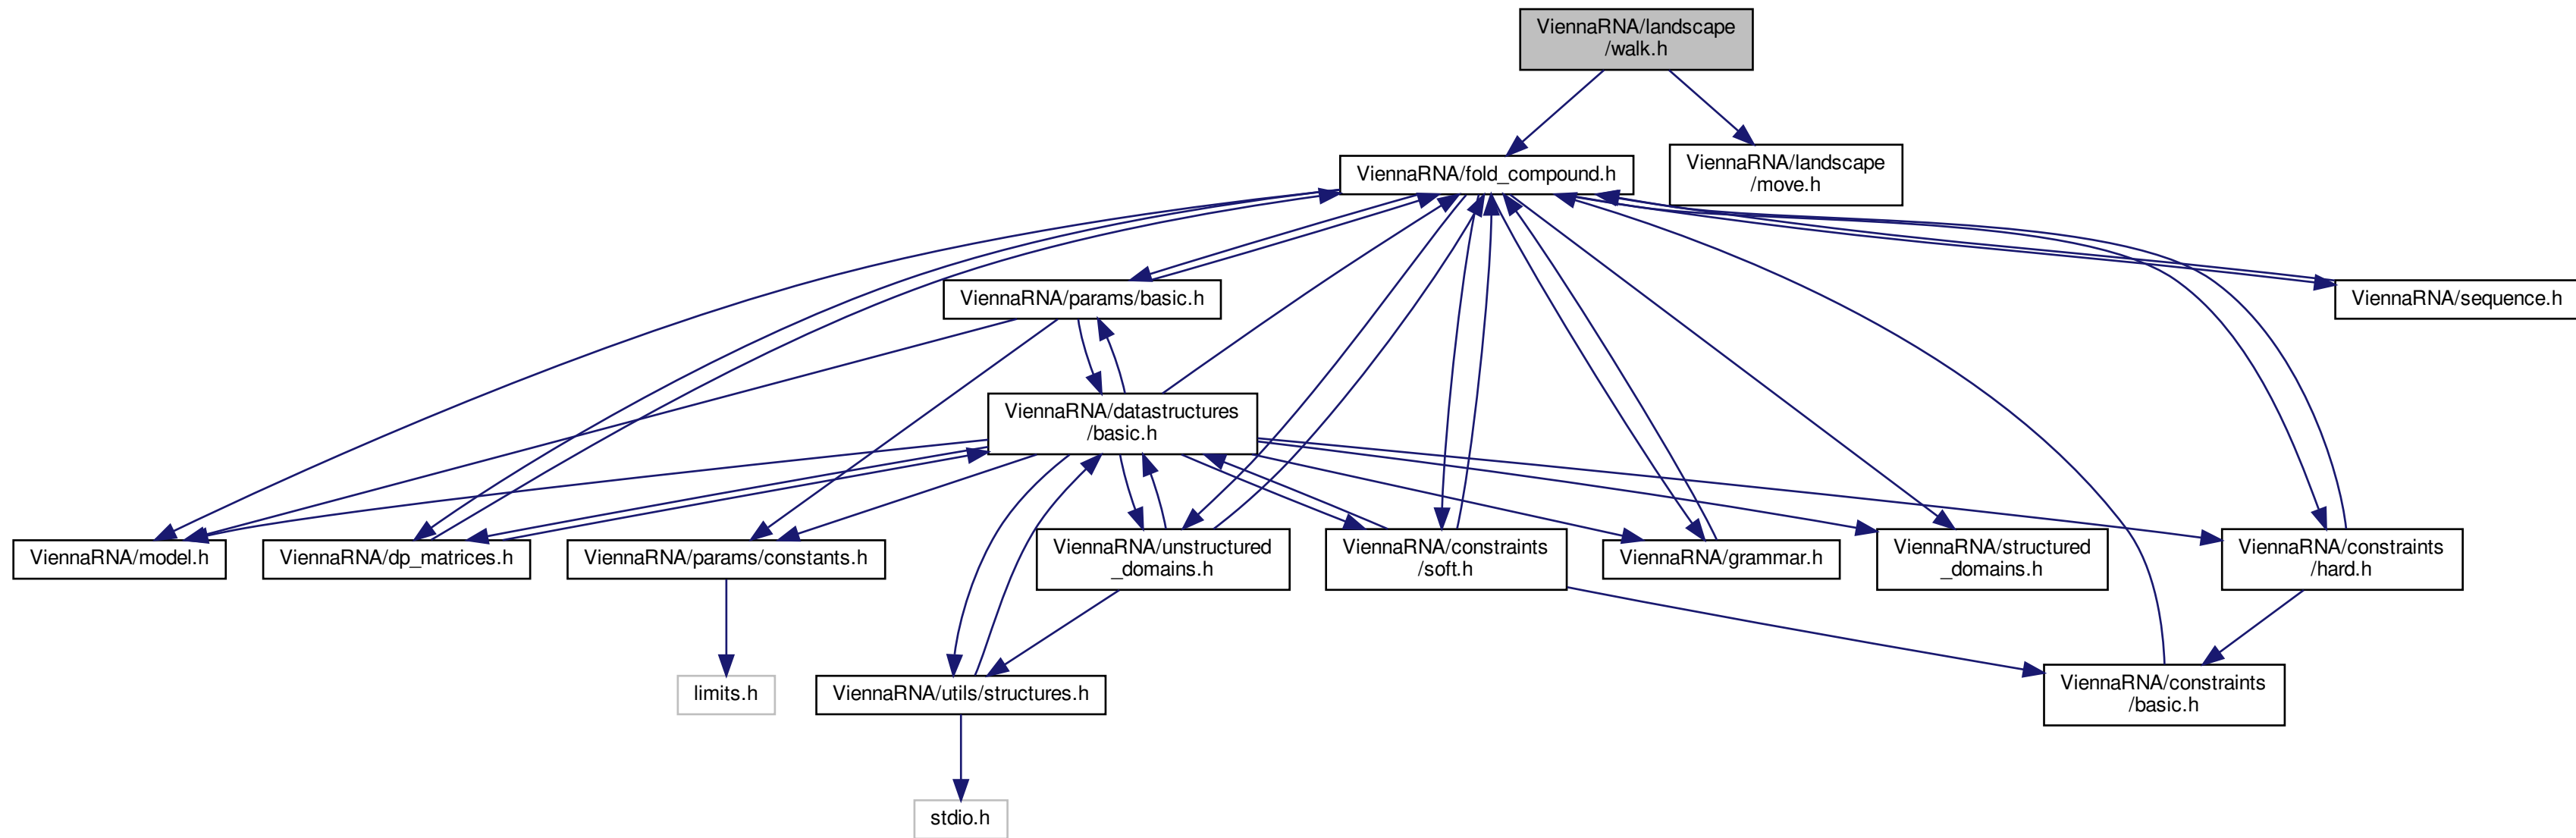 ViennaRNA/landscape
/walk.h
ViennaRNA/fold_compound.h
ViennaRNA/landscape
/move.h
ViennaRNA/params/basic.h
ViennaRNA/sequence.h
ViennaRNA/datastructures
/basic.h
ViennaRNA/model.h
ViennaRNA/dp_matrices.h
ViennaRNA/params/constants.h
ViennaRNA/unstructured
_domains.h
ViennaRNA/constraints
/soft.h
ViennaRNA/grammar.h
ViennaRNA/structured
_domains.h
ViennaRNA/constraints
/hard.h
limits.h
ViennaRNA/utils/structures.h
ViennaRNA/constraints
/basic.h
stdio.h